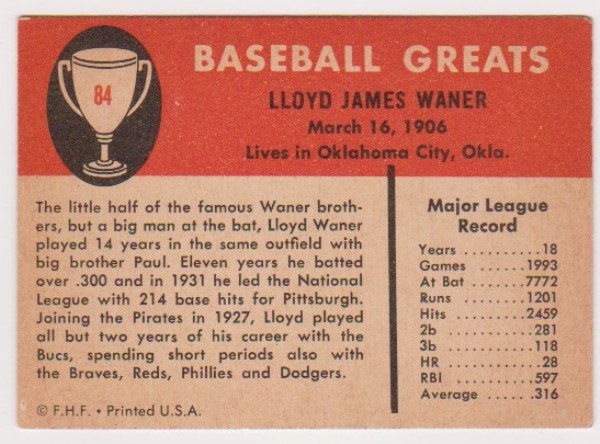 84
BASEBALL GREATS
LLOYD JAMES WANER
March 16, 1906
Lives in Oklahoma City, Okla.
The little half of the famous Waner broth-
ers, but a big man at the bat, Lloyd Waner
played 14 years in the same outfield with
big brother Paul. Eleven years he batted
over .300 and in 1931 he led the National
League with 214 base hits for Pittsburgh.
Joining the Pirates in 1927, Lloyd played
all but two years of his career with the
Bucs, spending short periods also with
the Braves, Reds, Phillies and Dodgers.
© F.H.F. • Printed U.S.A.
Major League
Record
Years ........... 18
Games ...... 1993
At Bat ....... 7772
Runs ......... 1201
Hits .......... 2459
2b ............ 281
3b ............ 118
HR ............. 28
RBI ........... 597
Average ..... .316